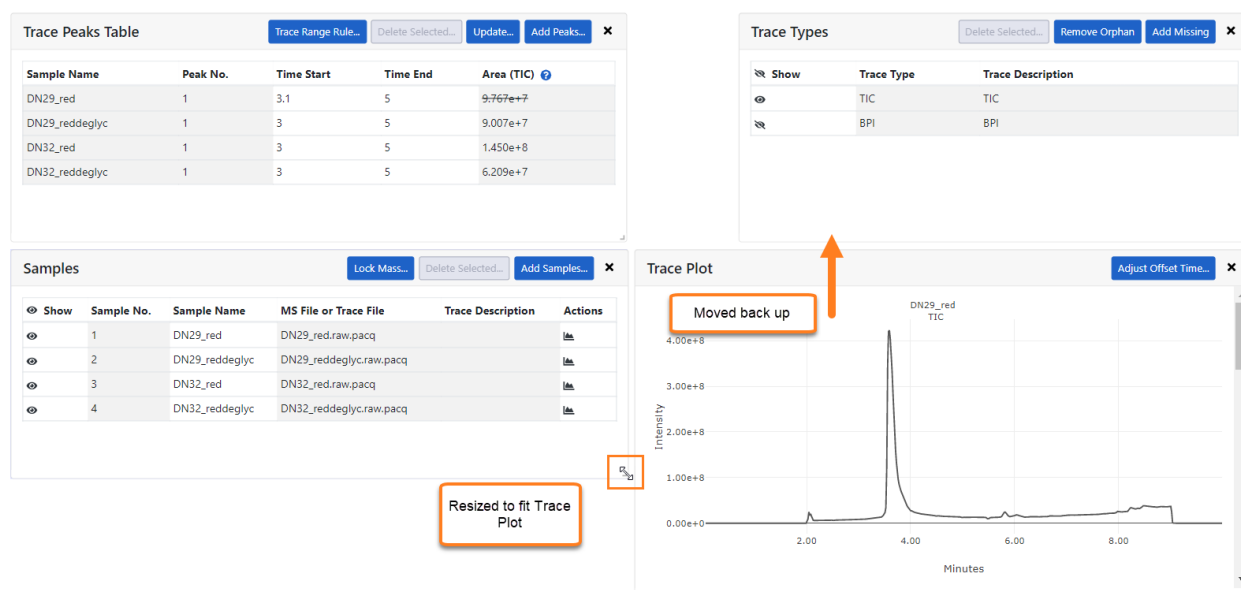 Trace Peaks Table Trace Range Rule... Delete Selected... Update... Add Peaks... ×
Sample Name Peak No. Time Start Time End Area (TIC) ?
DN29_red 1 3.1 5 9.767e+7
DN29_reddeglyc 1 3 5 9.007e+7
DN32_red 1 3 5 1.450e+8
DN32_reddeglyc 1 3 5 6.209e+7
Trace Types Delete Selected... Remove Orphan Add Missing ×
Show Trace Type Trace Description
TIC TIC
BPI BPI
Samples Lock Mass... Delete Selected... Add Samples... ×
Show Sample No. Sample Name MS File or Trace File Trace Description Actions
1 DN29_red DN29_red.raw.pacq
2 DN29_reddeglyc DN29_reddeglyc.raw.pacq
3 DN32_red DN32_red.raw.pacq
4 DN32_reddeglyc DN32_reddeglyc.raw.pacq
Resized to fit Trace
Plot
Trace Plot Adjust Offset Time... ×
Moved back up
DN29_red
TIC
4.00e+8
3.00e+8
2.00e+8
1.00e+8
0.00e+0
Intensity
2.00 4.00 6.00 8.00
Minutes